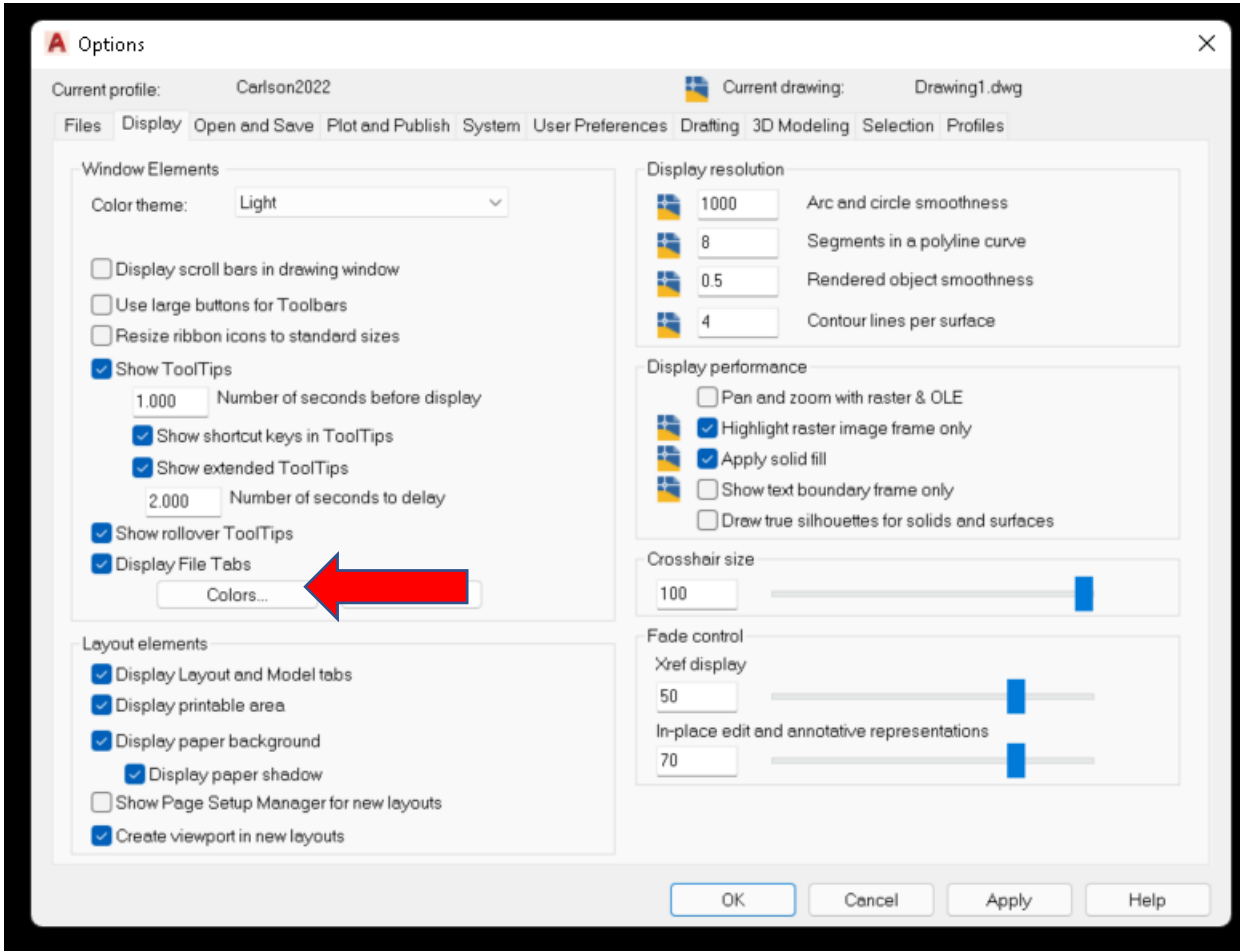 Options
Current profile: Carlson2022 Current drawing: Drawing1.dwg
Files Display Open and Save Plot and Publish System User Preferences Drafting 3D Modeling Selection Profiles
Window Elements
Color theme: Light
Display scroll bars in drawing window
Use large buttons for Toolbars
Resize ribbon icons to standard sizes
Show ToolTips
1.000 Number of seconds before display
Show shortcut keys in ToolTips
Show extended ToolTips
2.000 Number of seconds to delay
Show rollover ToolTips
Display File Tabs
Colors...
Layout elements
Display Layout and Model tabs
Display printable area
Display paper background
Display paper shadow
Show Page Setup Manager for new layouts
Create viewport in new layouts
Display resolution
1000 Arc and circle smoothness
8 Segments in a polyline curve
0.5 Rendered object smoothness
4 Contour lines per surface
Display performance
Pan and zoom with raster & OLE
Highlight raster image frame only
Apply solid fill
Show text boundary frame only
Draw true silhouettes for solids and surfaces
Crosshair size
100
Fade control
Xref display
50
In-place edit and annotative representations
70
OK Cancel Apply Help